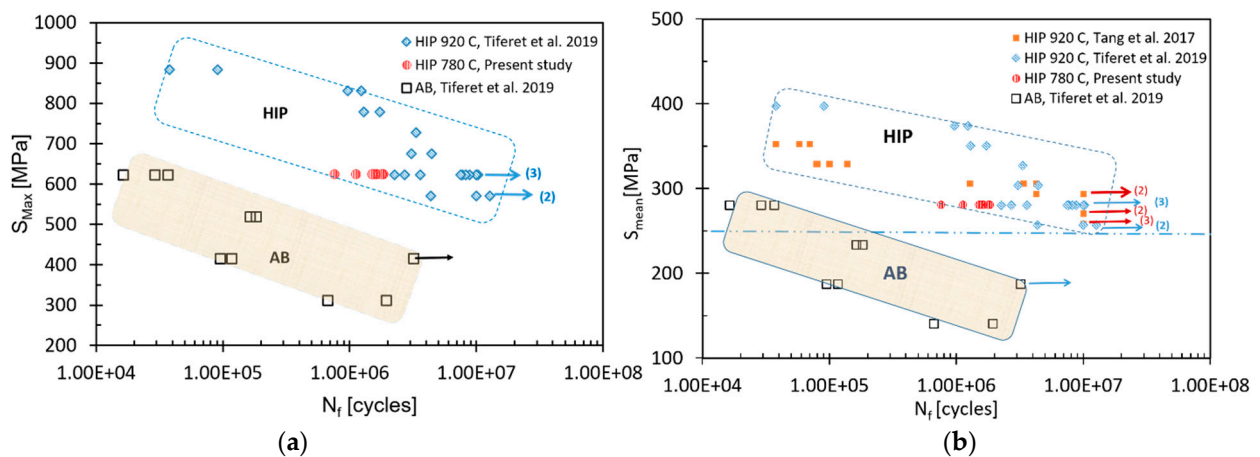 1000
900
800
700
600
500
400
300
200
S_Max [MPa]
HIP 920 C, Tiferet et al. 2019
HIP 780 C, Present study
AB, Tiferet et al. 2019
HIP
AB
(3)
(2)
1.00E+04 1.00E+05 1.00E+06 1.00E+07 1.00E+08
N_f [cycles]
(a)
500
400
300
200
100
S_mean [MPa]
HIP 920 C, Tang et al. 2017
HIP 920 C, Tiferet et al. 2019
HIP 780 C, Present study
AB, Tiferet et al. 2019
HIP
AB
(2)
(3)
(2)
(3)
(2)
1.00E+04 1.00E+05 1.00E+06 1.00E+07 1.00E+08
N_f [cycles]
(b)